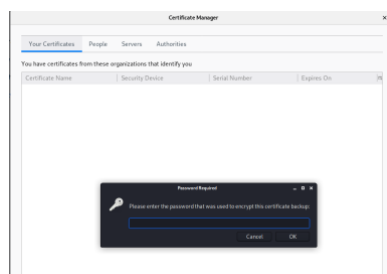 Certificate Manager
Your Certificates People Servers Authorities
You have certificates from these organizations that identify you
Certificate Name Security Device Serial Number Expires On
Password Required
Please enter the password that was used to encrypt this certificate backup:
Cancel OK